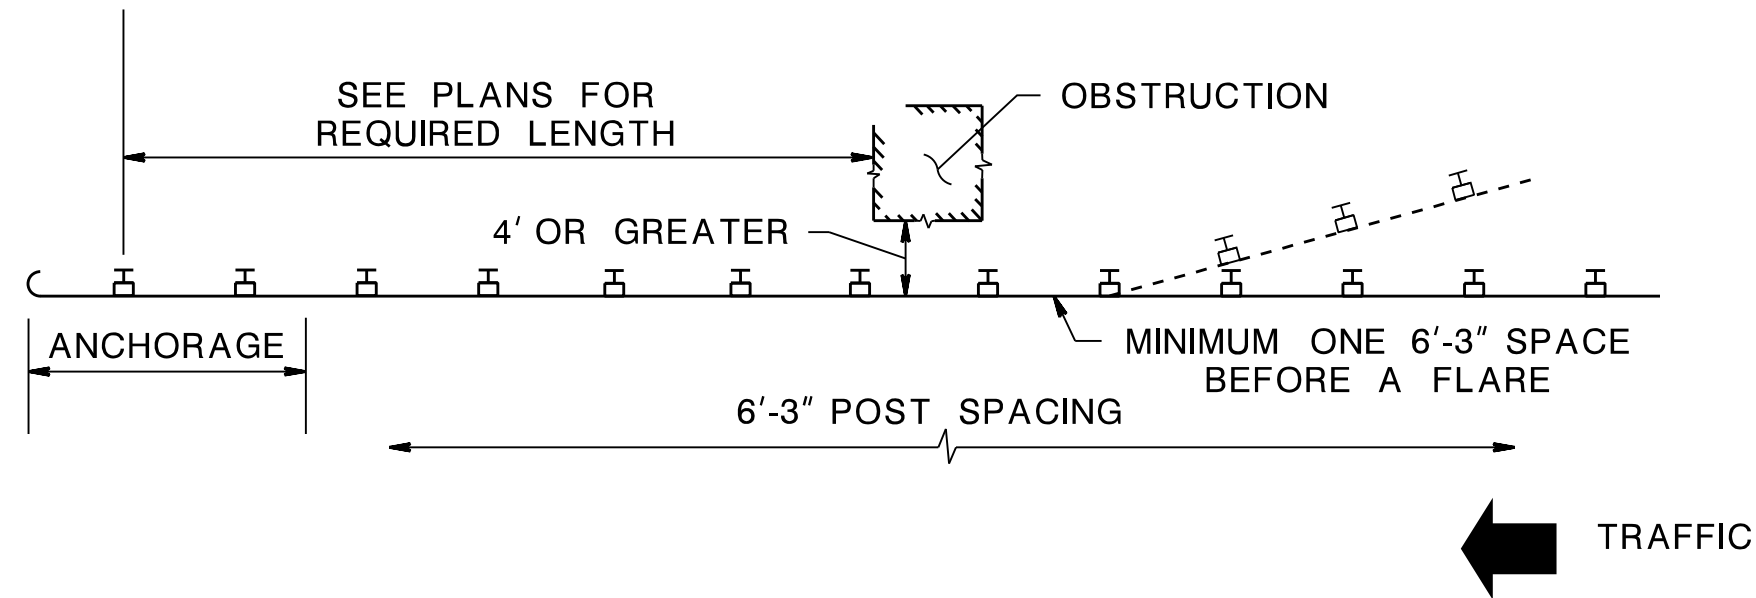 SEE PLANS FOR
REQUIRED LENGTH
OBSTRUCTION
4' OR GREATER
ANCHORAGE
MINIMUM ONE 6'-3" SPACE
BEFORE A FLARE
6'-3" POST SPACING
TRAFFIC